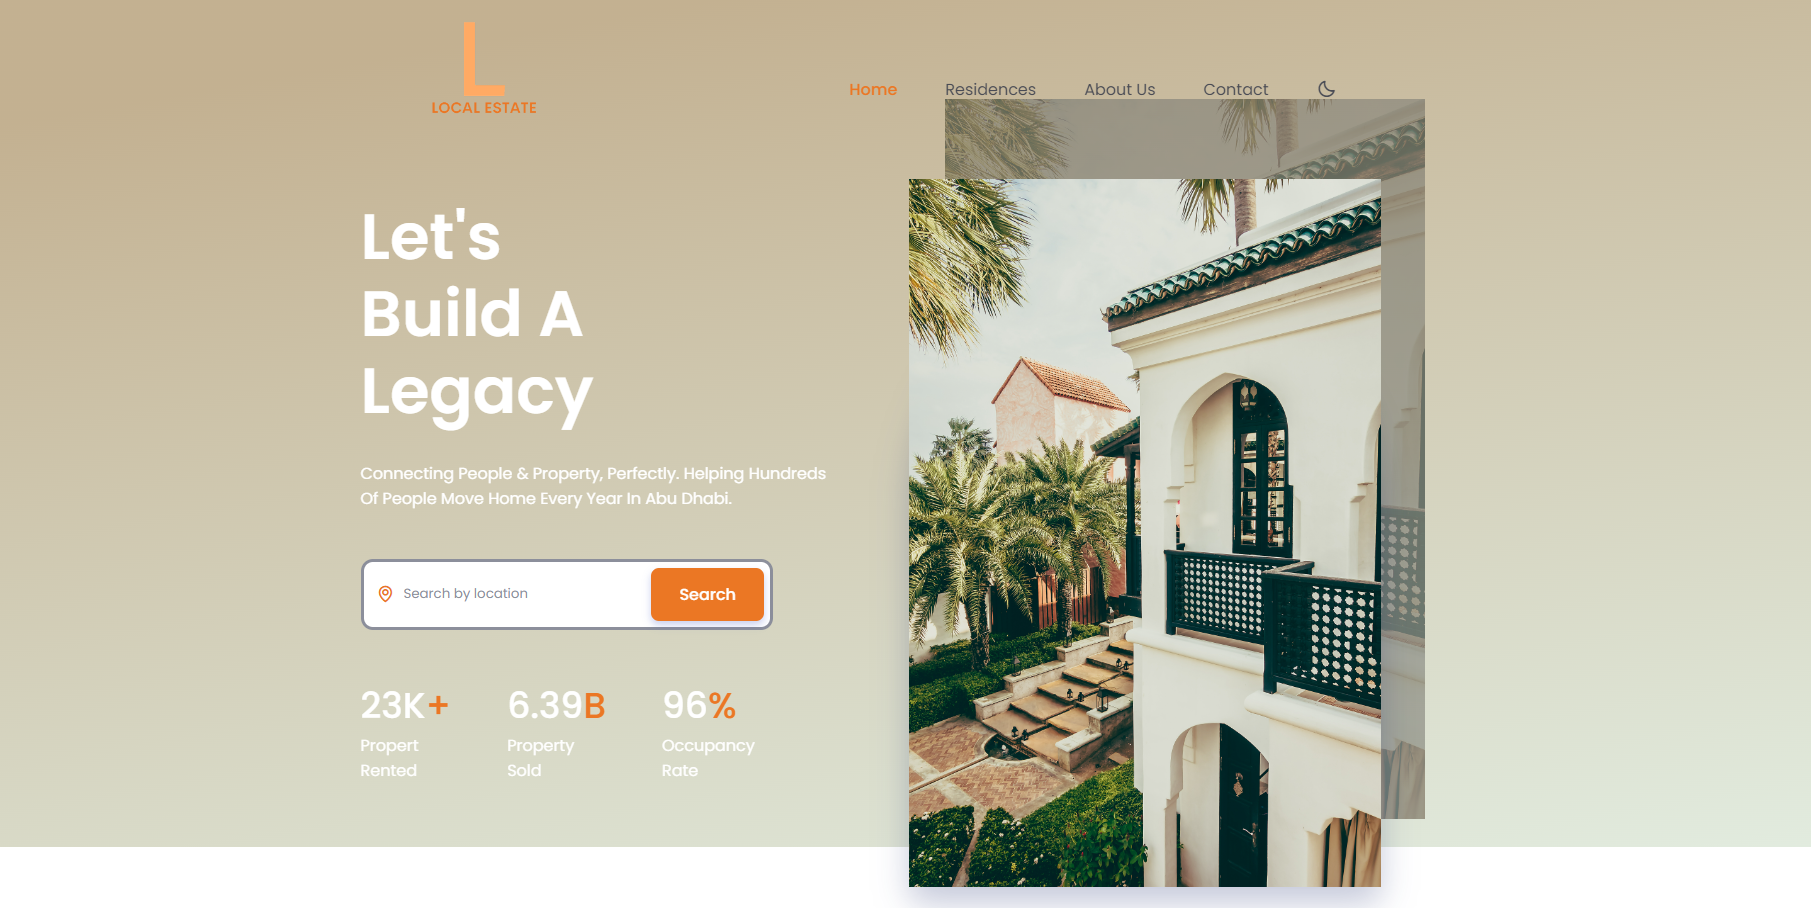 L
LOCAL ESTATE
Home Residences About Us Contact
Let's
Build A
Legacy
Connecting People & Property, Perfectly. Helping Hundreds
Of People Move Home Every Year In Abu Dhabi.
Search by location Search
23K+ 6.39B 96%
Propert Property Occupancy
Rented Sold Rate